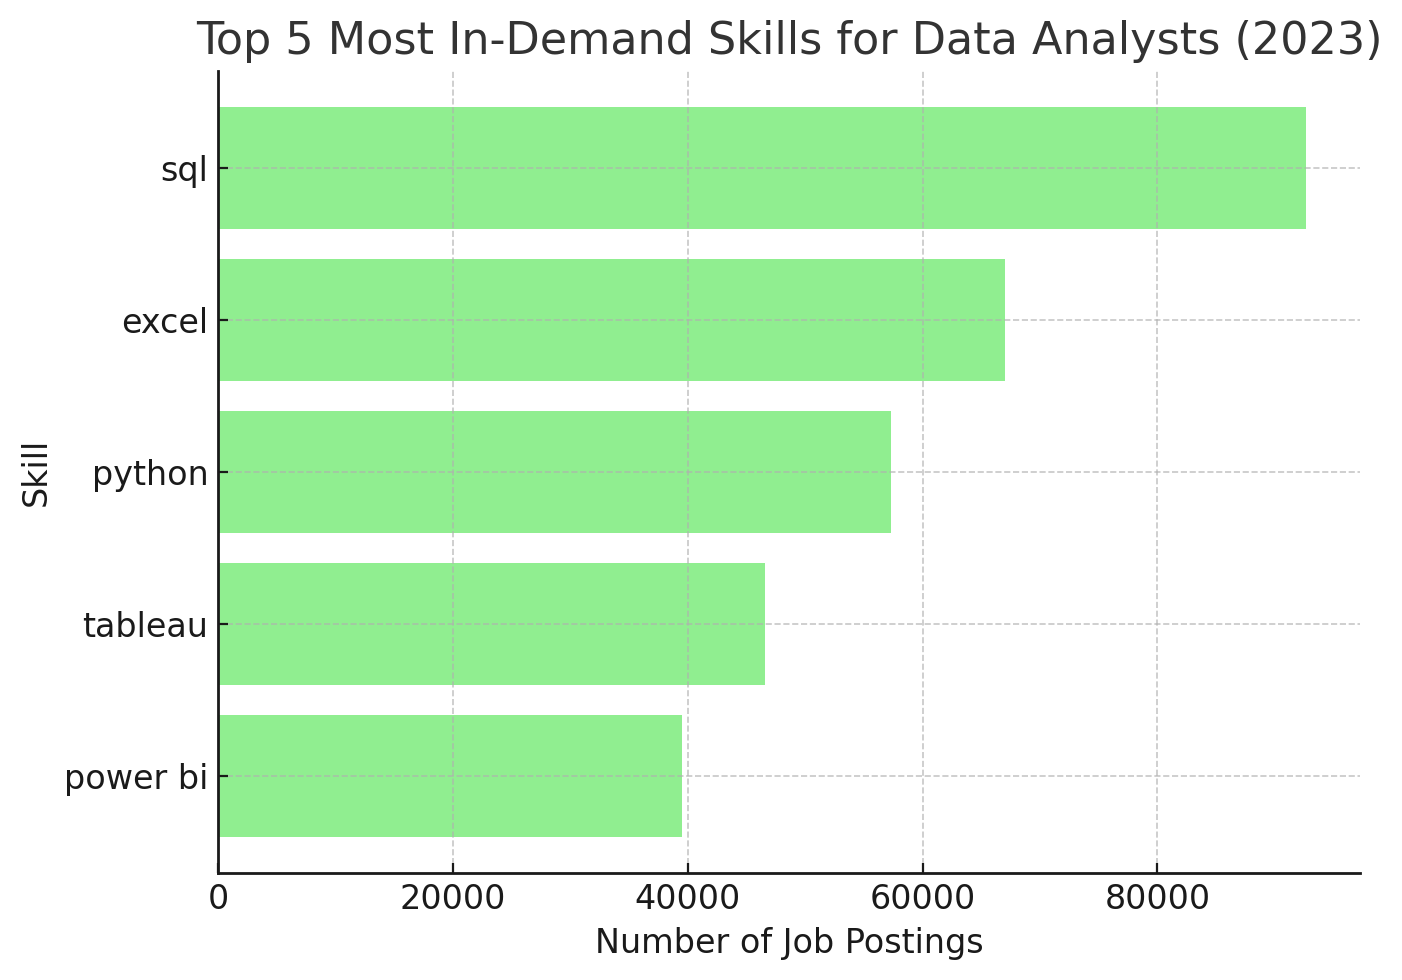 Top 5 Most In-Demand Skills for Data Analysts (2023)
Skill
sql
excel
python
tableau
power bi
0 20000 40000 60000 80000
Number of Job Postings